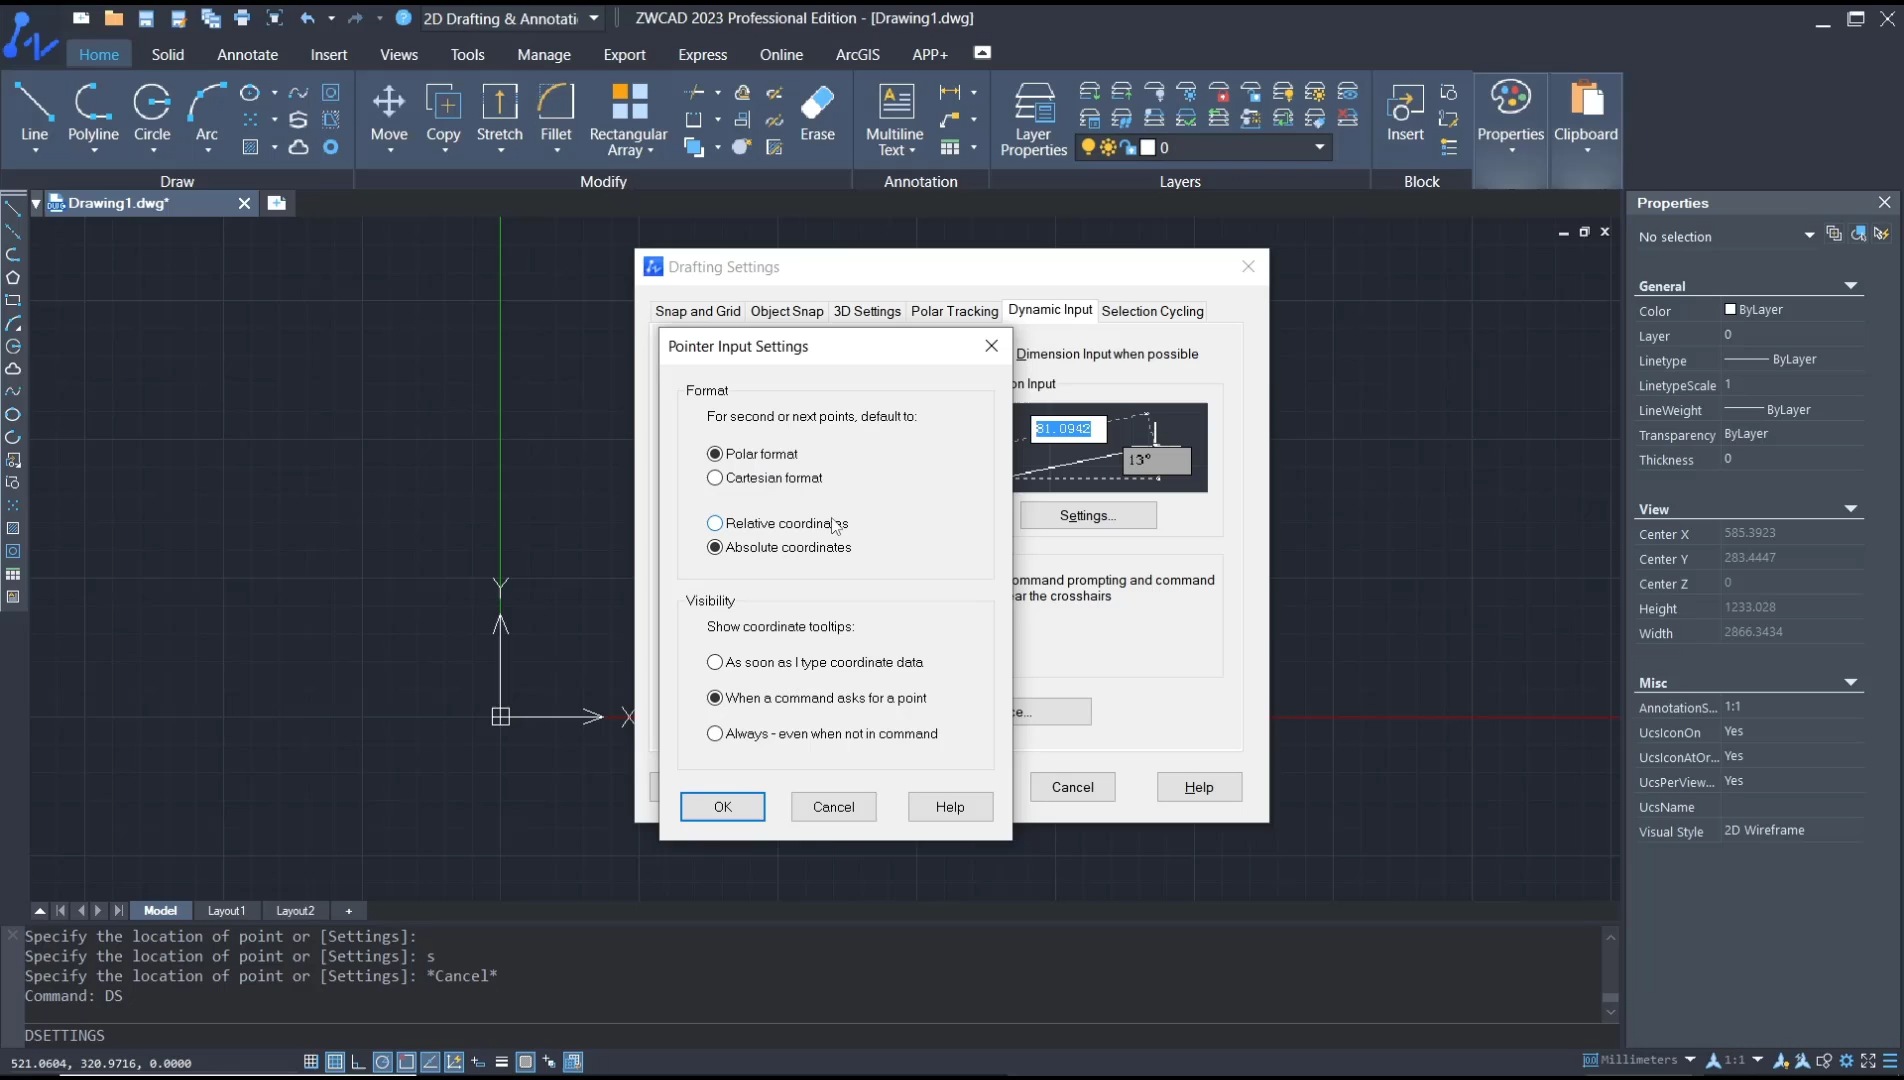 2D Drafting & Annotati
ZWCAD 2023 Professional Edition - [Drawing1.dwg]
Home Solid Annotate Insert Views Tools Manage Export Express Online ArcGIS APP+
Line Polyline Circle Arc
Move Copy Stretch Fillet Rectangular Array Erase
Multiline Text
Layer Properties
0
Insert Properties Clipboard
Draw Modify Annotation Layers Block
Drawing1.dwg*
Drafting Settings
Snap and Grid Object Snap 3D Settings Polar Tracking Dynamic Input Selection Cycling
Dimension Input when possible
on Input
81.0942
13°
Settings...
ommand prompting and command
ar the crosshairs
ce...
Cancel Help
Pointer Input Settings
Format
For second or next points, default to:
Polar format
Cartesian format
Relative coordinates
Absolute coordinates
Visibility
Show coordinate tooltips:
As soon as I type coordinate data
When a command asks for a point
Always - even when not in command
OK Cancel Help
Y
X
Properties
No selection
General
Color ByLayer
Layer 0
Linetype ByLayer
LinetypeScale 1
LineWeight ByLayer
Transparency ByLayer
Thickness 0
View
Center X 585.3923
Center Y 283.4447
Center Z 0
Height 1233.028
Width 2866.3434
Misc
AnnotationS... 1:1
UcsIconOn Yes
UcsIconAtOr... Yes
UcsPerView... Yes
UcsName
Visual Style 2D Wireframe
Model Layout1 Layout2 +
Specify the location of point or [Settings]:
Specify the location of point or [Settings]: s
Specify the location of point or [Settings]: *Cancel*
Command: DS
DSETTINGS
521.0604, 320.9716, 0.0000
Millimeters 1:1